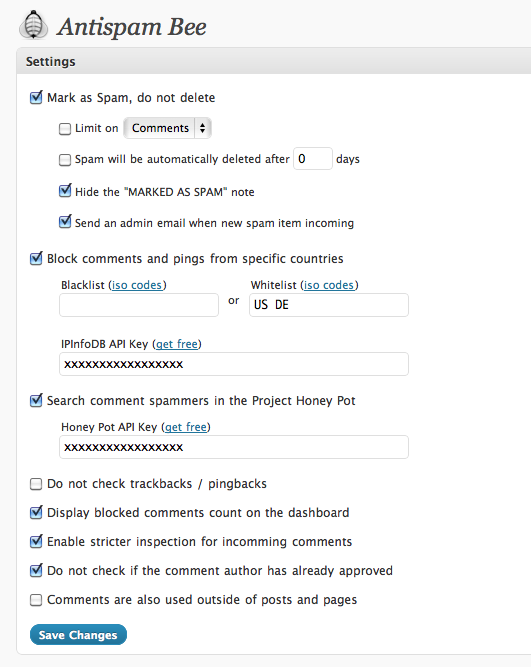 Antispam Bee
Settings
Mark as Spam, do not delete
Limit on Comments
Spam will be automatically deleted after 0 days
Hide the "MARKED AS SPAM" note
Send an admin email when new spam item incoming
Block comments and pings from specific countries
Blacklist (iso codes) Whitelist (iso codes)
or US DE
IPInfoDB API Key (get free)
xxxxxxxxxxxxxxxxx
Search comment spammers in the Project Honey Pot
Honey Pot API Key (get free)
xxxxxxxxxxxxxxxxx
Do not check trackbacks / pingbacks
Display blocked comments count on the dashboard
Enable stricter inspection for incomming comments
Do not check if the comment author has already approved
Comments are also used outside of posts and pages
Save Changes